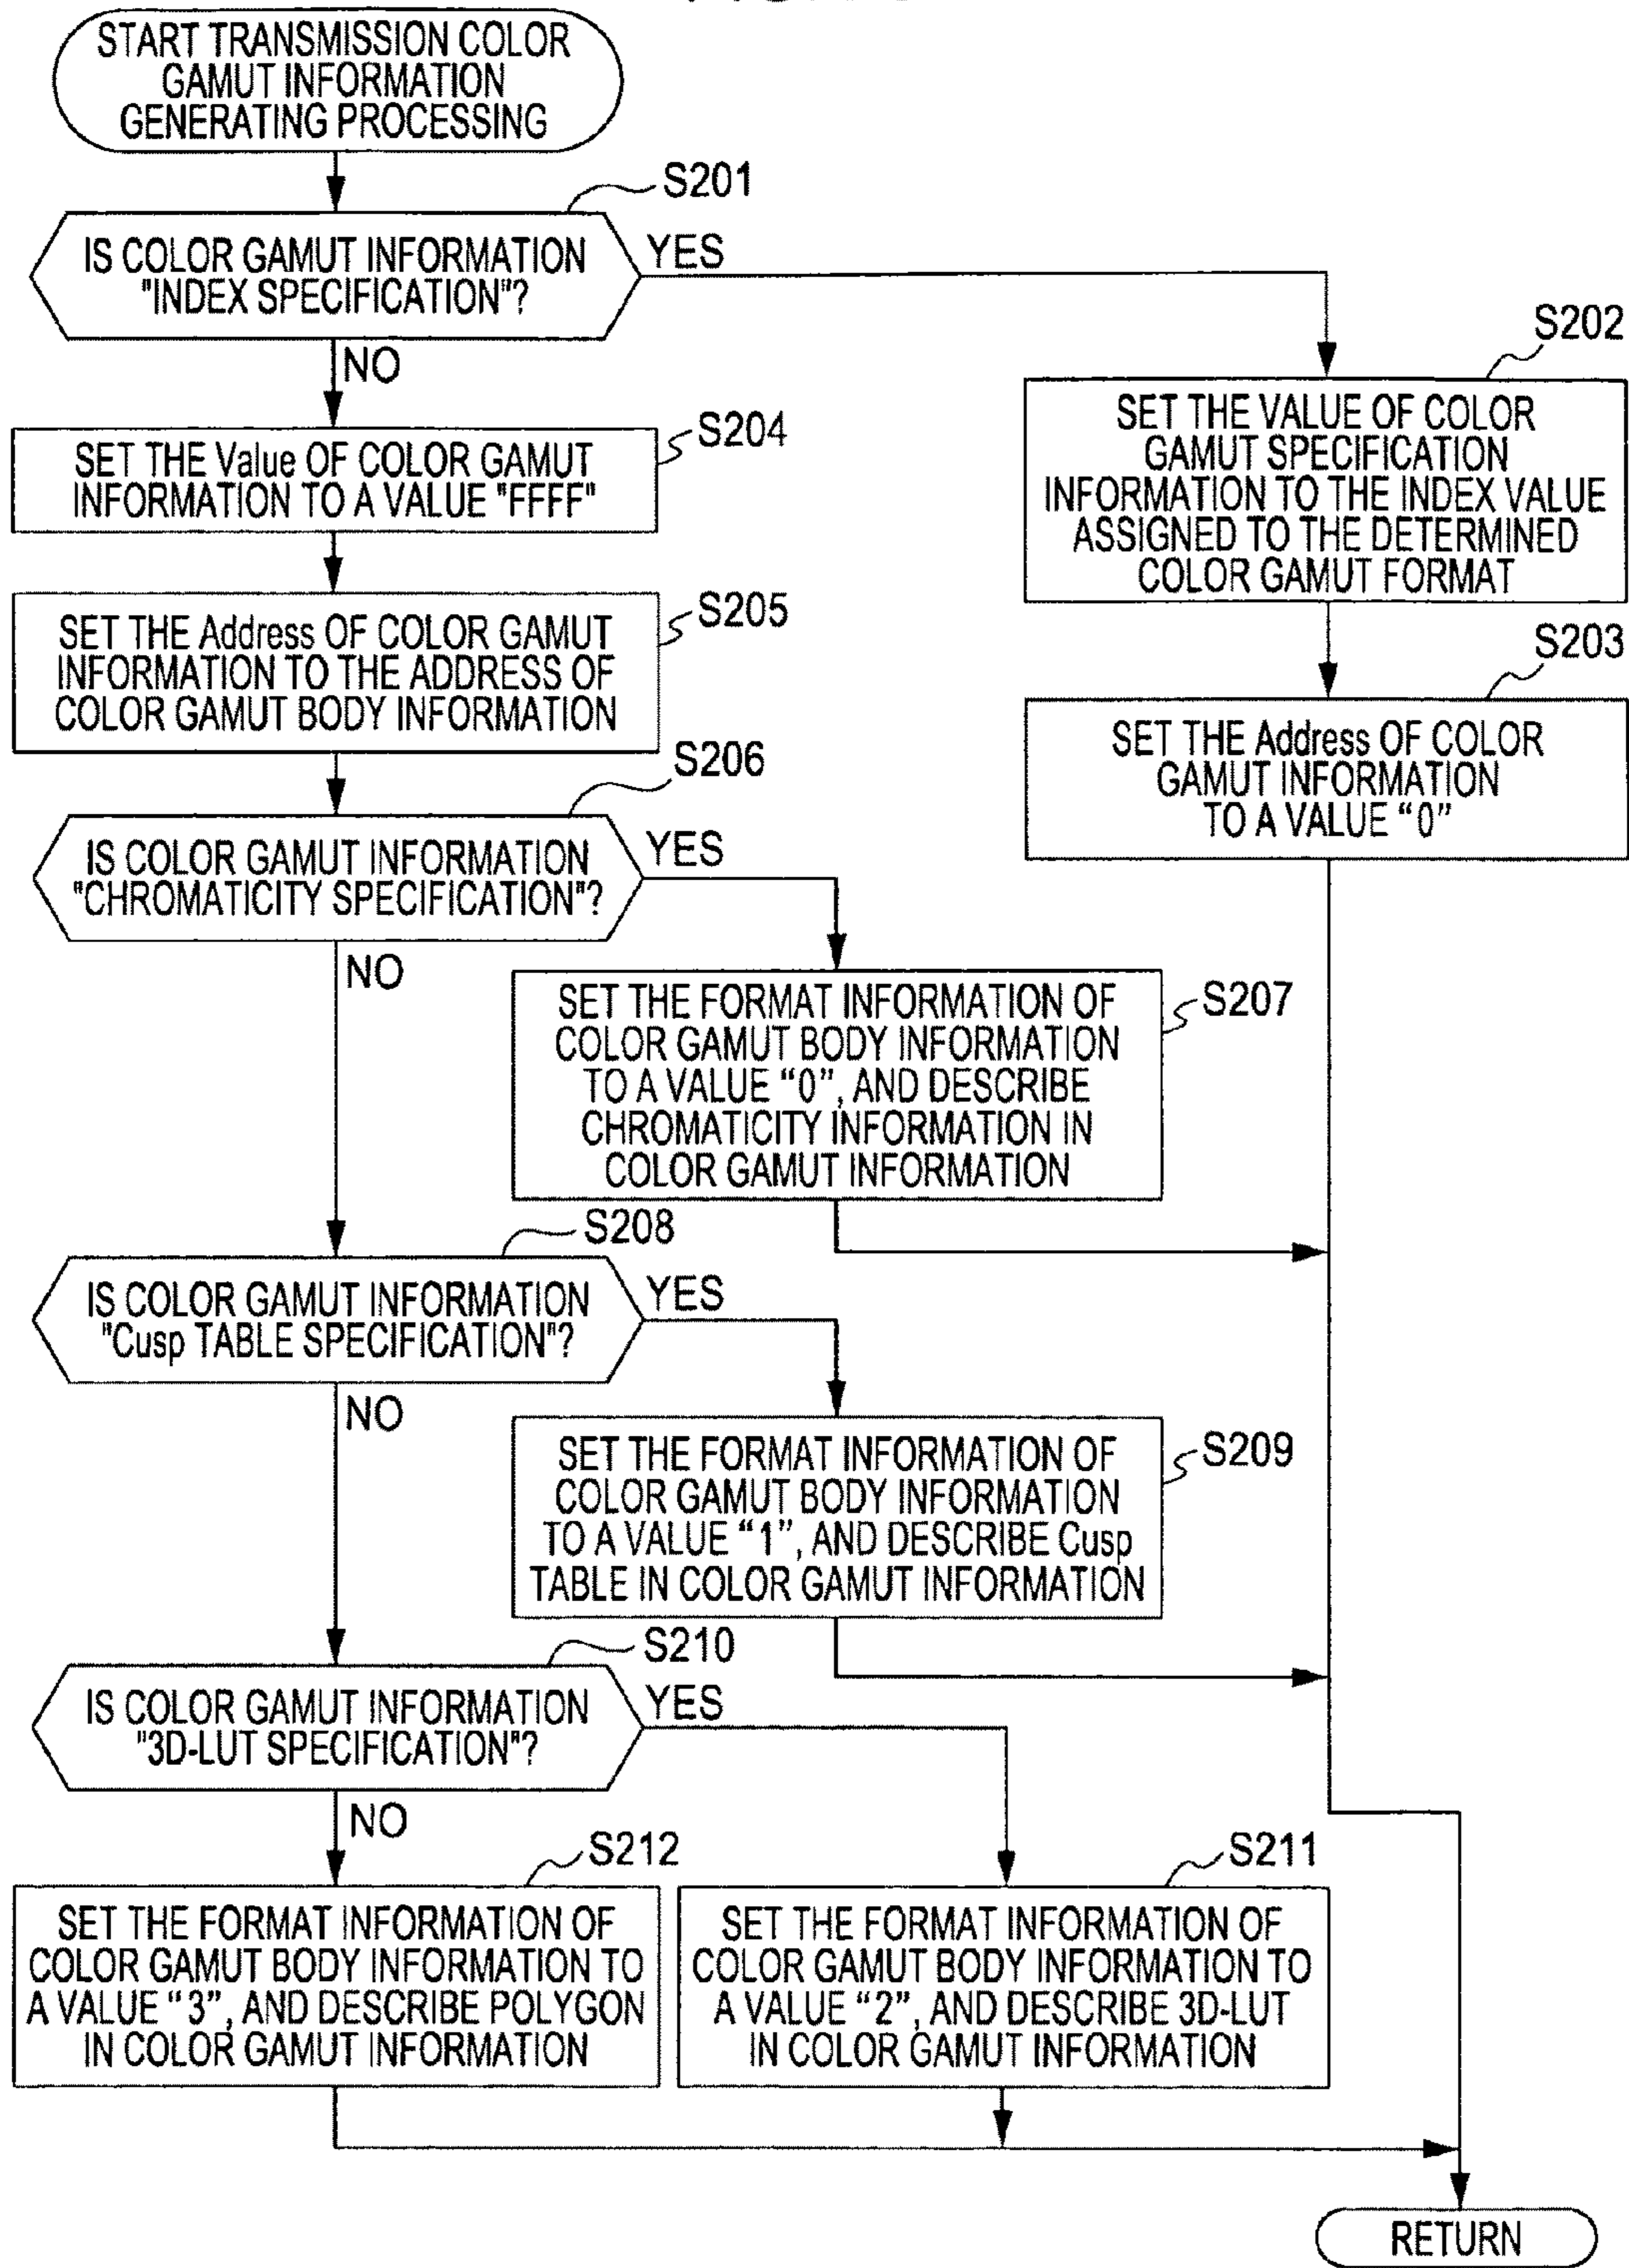 START TRANSMISSION COLOR
GAMUT INFORMATION
GENERATING PROCESSING
S201
IS COLOR GAMUT INFORMATION
"INDEX SPECIFICATION"?
YES
NO
S202
SET THE VALUE OF COLOR
GAMUT SPECIFICATION
INFORMATION TO THE INDEX VALUE
ASSIGNED TO THE DETERMINED
COLOR GAMUT FORMAT
S204
SET THE Value OF COLOR GAMUT
INFORMATION TO A VALUE "FFFF"
S205
SET THE Address OF COLOR GAMUT
INFORMATION TO THE ADDRESS OF
COLOR GAMUT BODY INFORMATION
S203
SET THE Address OF COLOR
GAMUT INFORMATION
TO A VALUE “0”
S206
IS COLOR GAMUT INFORMATION
"CHROMATICITY SPECIFICATION"?
YES
NO
S207
SET THE FORMAT INFORMATION OF
COLOR GAMUT BODY INFORMATION
TO A VALUE “0”, AND DESCRIBE
CHROMATICITY INFORMATION IN
COLOR GAMUT INFORMATION
S208
IS COLOR GAMUT INFORMATION
"Cusp TABLE SPECIFICATION"?
YES
NO
S209
SET THE FORMAT INFORMATION OF
COLOR GAMUT BODY INFORMATION
TO A VALUE “1”, AND DESCRIBE Cusp
TABLE IN COLOR GAMUT INFORMATION
S210
IS COLOR GAMUT INFORMATION
"3D-LUT SPECIFICATION"?
YES
NO
S212
SET THE FORMAT INFORMATION OF
COLOR GAMUT BODY INFORMATION TO
A VALUE “3”, AND DESCRIBE POLYGON
IN COLOR GAMUT INFORMATION
S211
SET THE FORMAT INFORMATION OF
COLOR GAMUT BODY INFORMATION TO
A VALUE “2”, AND DESCRIBE 3D-LUT
IN COLOR GAMUT INFORMATION
RETURN